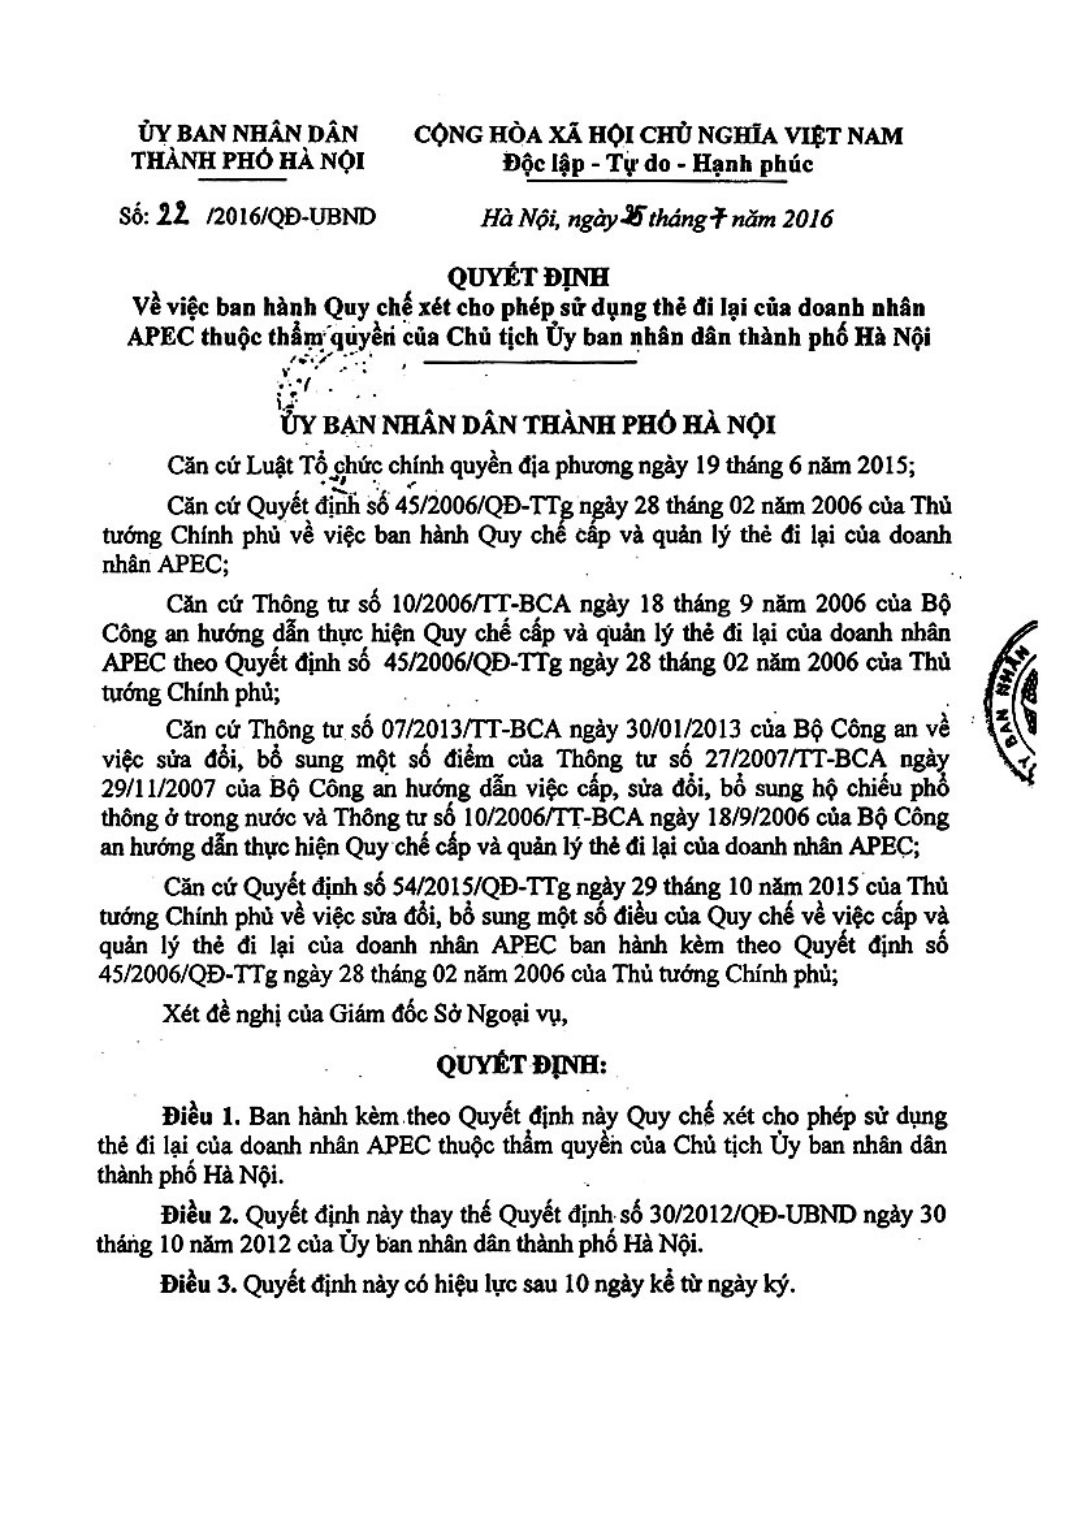 ỦY BAN NHÂN DÂN
THÀNH PHỐ HÀ NỘI
CỘNG HÒA XÃ HỘI CHỦ NGHĨA VIỆT NAM
Độc lập - Tự do - Hạnh phúc
Số: 22 /2016/QĐ-UBND
Hà Nội, ngày 25 tháng 7 năm 2016
QUYẾT ĐỊNH
Về việc ban hành Quy chế xét cho phép sử dụng thẻ đi lại của doanh nhân
APEC thuộc thẩm quyền của Chủ tịch Ủy ban nhân dân thành phố Hà Nội
ỦY BAN NHÂN DÂN THÀNH PHỐ HÀ NỘI
Căn cứ Luật Tổ chức chính quyền địa phương ngày 19 tháng 6 năm 2015;
Căn cứ Quyết định số 45/2006/QĐ-TTg ngày 28 tháng 02 năm 2006 của Thủ
tướng Chính phủ về việc ban hành Quy chế cấp và quản lý thẻ đi lại của doanh
nhân APEC;
Căn cứ Thông tư số 10/2006/TT-BCA ngày 18 tháng 9 năm 2006 của Bộ
Công an hướng dẫn thực hiện Quy chế cấp và quản lý thẻ đi lại của doanh nhân
APEC theo Quyết định số 45/2006/QĐ-TTg ngày 28 tháng 02 năm 2006 của Thủ
tướng Chính phủ;
Căn cứ Thông tư số 07/2013/TT-BCA ngày 30/01/2013 của Bộ Công an về
việc sửa đổi, bổ sung một số điểm của Thông tư số 27/2007/TT-BCA ngày
29/11/2007 của Bộ Công an hướng dẫn việc cấp, sửa đổi, bổ sung hộ chiếu phổ
thông ở trong nước và Thông tư số 10/2006/TT-BCA ngày 18/9/2006 của Bộ Công
an hướng dẫn thực hiện Quy chế cấp và quản lý thẻ đi lại của doanh nhân APEC;
Căn cứ Quyết định số 54/2015/QĐ-TTg ngày 29 tháng 10 năm 2015 của Thủ
tướng Chính phủ về việc sửa đổi, bổ sung một số điều của Quy chế về việc cấp và
quản lý thẻ đi lại của doanh nhân APEC ban hành kèm theo Quyết định số
45/2006/QĐ-TTg ngày 28 tháng 02 năm 2006 của Thủ tướng Chính phủ;
Xét đề nghị của Giám đốc Sở Ngoại vụ,
QUYẾT ĐỊNH:
Điều 1. Ban hành kèm theo Quyết định này Quy chế xét cho phép sử dụng
thẻ đi lại của doanh nhân APEC thuộc thẩm quyền của Chủ tịch Ủy ban nhân dân
thành phố Hà Nội.
Điều 2. Quyết định này thay thế Quyết định số 30/2012/QĐ-UBND ngày 30
tháng 10 năm 2012 của Ủy ban nhân dân thành phố Hà Nội.
Điều 3. Quyết định này có hiệu lực sau 10 ngày kể từ ngày ký.
BAN NHÂN